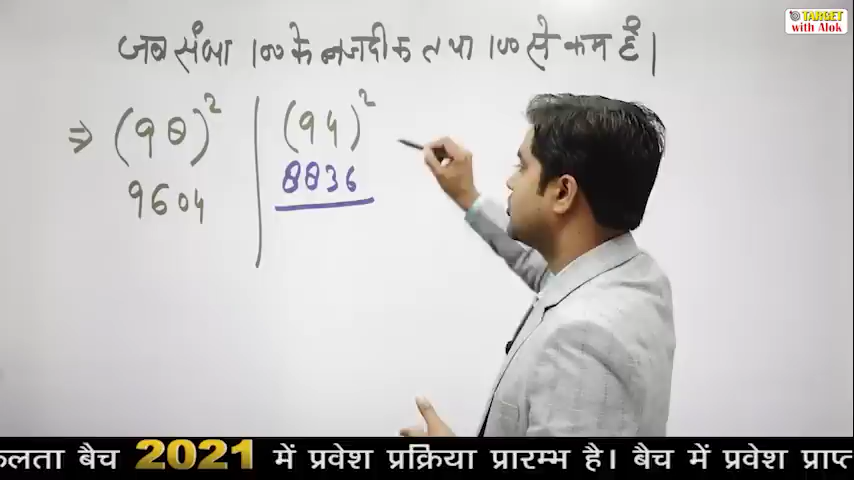 TARGET
with Alok
जब संख्या 100 के नजदीक तथा 100 से कम हो।
⇒ (98)² | (94)²
9604 | 8836
कलता बैच 2021 में प्रवेश प्रक्रिया प्रारम्भ है। बैच में प्रवेश प्राप्त